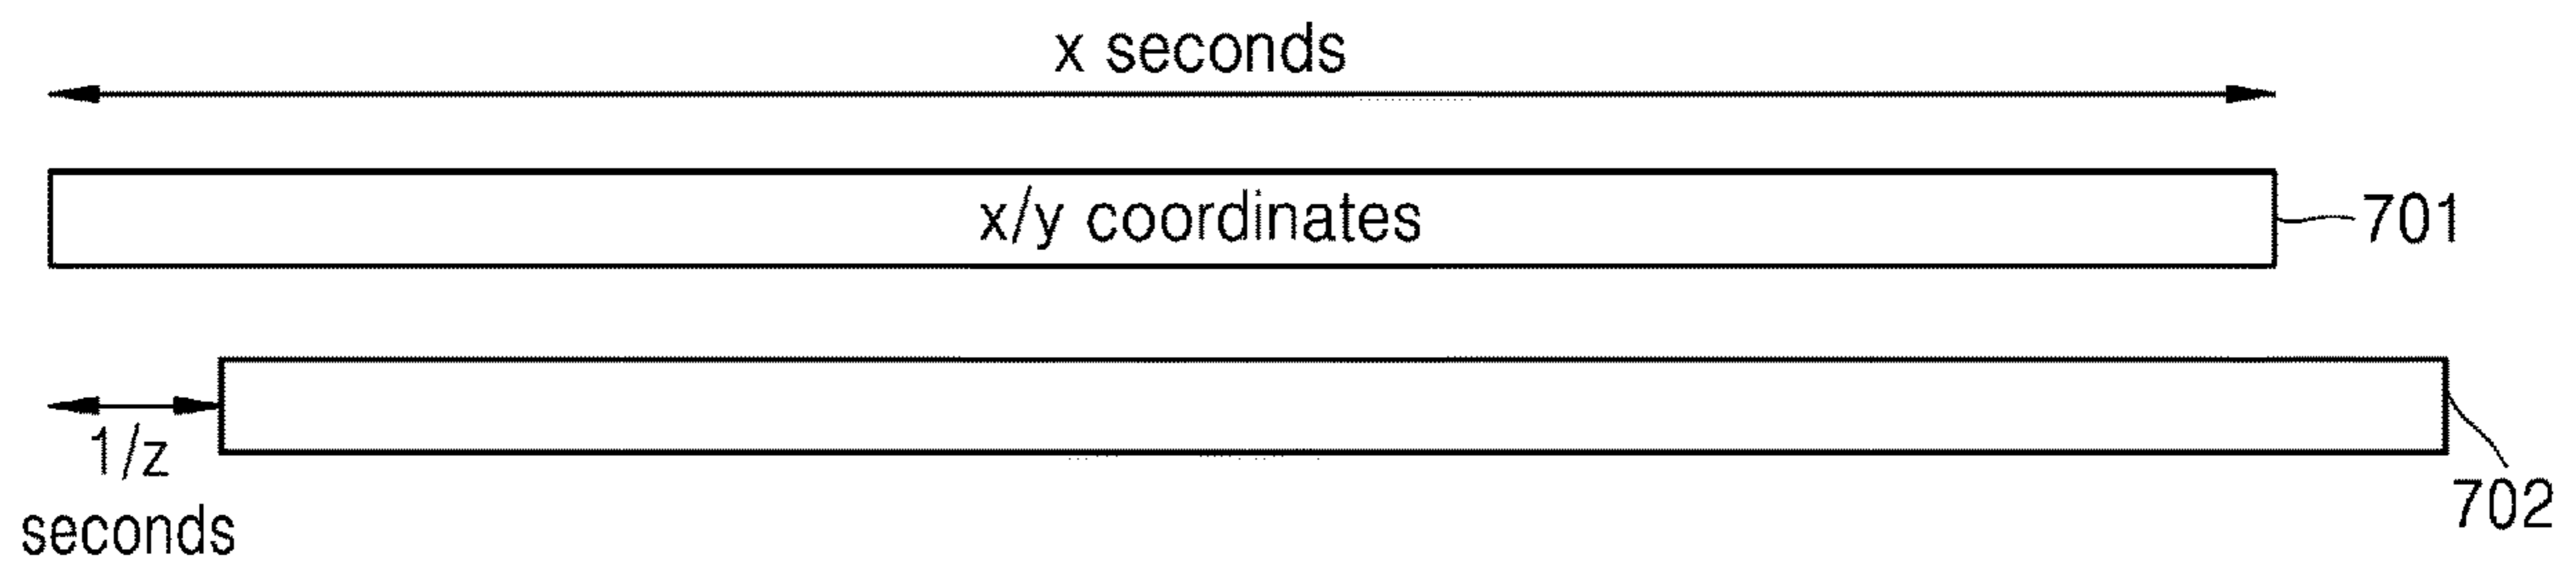 x seconds
x/y coordinates
701
1/z
seconds
702